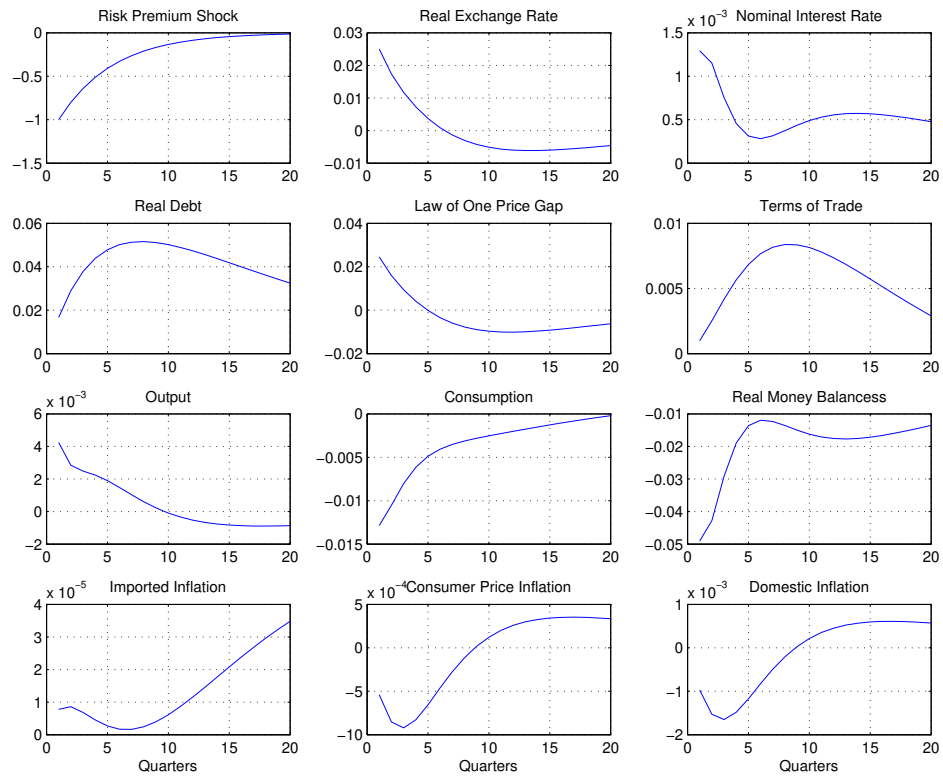 Risk Premium Shock
0
−0.5
−1
−1.5
0 5 10 15 20
Real Exchange Rate
0.03
0.02
0.01
0
−0.01
0 5 10 15 20
Nominal Interest Rate
x 10⁻³
1.5
1
0.5
0
0 5 10 15 20
Real Debt
0.06
0.04
0.02
0
0 5 10 15 20
Law of One Price Gap
0.04
0.02
0
−0.02
0 5 10 15 20
Terms of Trade
0.01
0.005
0
0 5 10 15 20
Output
x 10⁻³
6
4
2
0
−2
0 5 10 15 20
Consumption
0
−0.005
−0.01
−0.015
0 5 10 15 20
Real Money Balancess
−0.01
−0.02
−0.03
−0.04
−0.05
0 5 10 15 20
Imported Inflation
x 10⁻⁵
4
3
2
1
0
0 5 10 15 20
Quarters
Consumer Price Inflation
x 10⁻⁴
5
0
−5
−10
0 5 10 15 20
Quarters
Domestic Inflation
x 10⁻³
1
0
−1
−2
0 5 10 15 20
Quarters